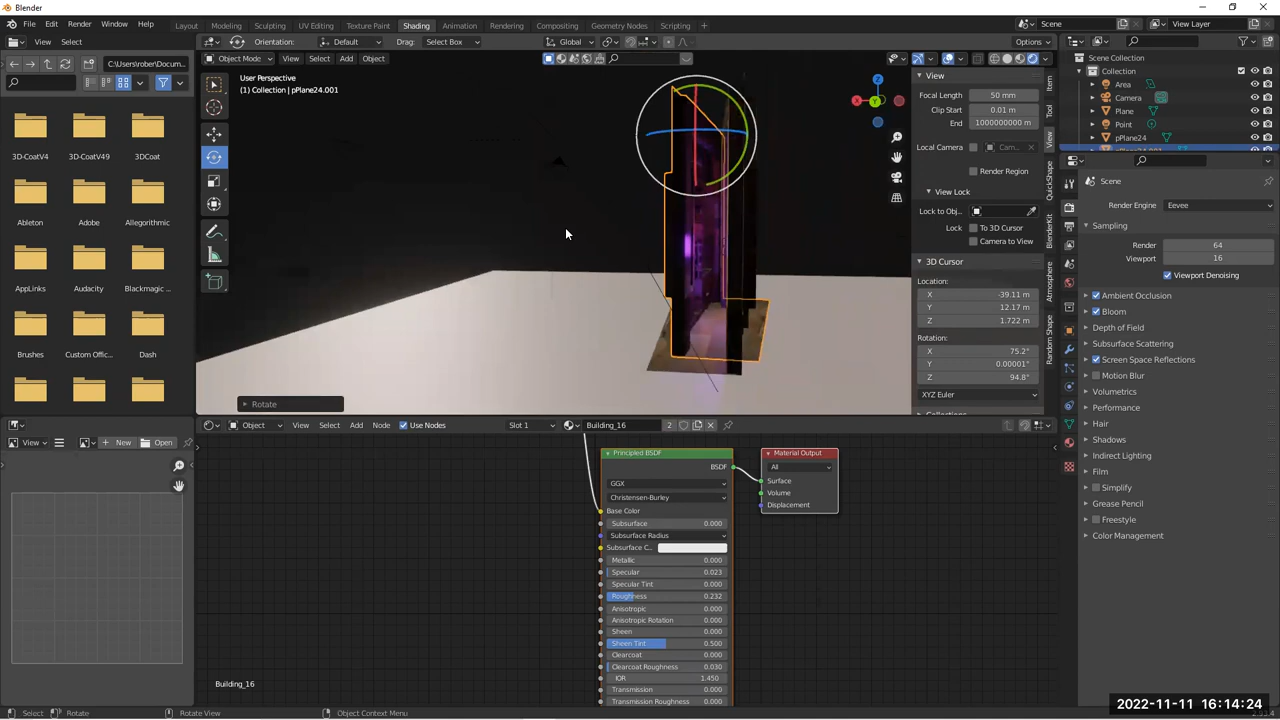 Blender
File Edit Render Window Help Layout Modeling Sculpting UV Editing Texture Paint Shading Animation Rendering Compositing Geometry Nodes Scripting + Scene View Layer
View Select Orientation: Default Drag: Select Box Global Options
C:\Users\rober\Docum... Object Mode View Select Add Object
User Perspective
(1) Collection | pPlane24.001
3D-CoatV4 3D-CoatV49 3DCoat
Ableton Adobe Allegorithmic
AppLinks Audacity Blackmagic ...
Brushes Custom Offic... Dash
Rotate
View
Focal Length 50 mm
Clip Start 0.01 m
End 1000000000 m
Local Camera Cam...
Render Region
View Lock
Lock to Obj...
Lock To 3D Cursor
Camera to View
3D Cursor
Location:
X -39.11 m
Y 12.17 m
Z 1.722 m
Rotation:
X 75.2°
Y 0.00001°
Z 94.8°
XYZ Euler
Item
Tool
View
QuickShape
BlenderKit
Atmosphere
Random Shape
Scene Collection
Collection
Area
Camera
Plane
Point
pPlane24
Scene
Render Engine Eevee
Sampling
Render 64
Viewport 16
Viewport Denoising
Ambient Occlusion
Bloom
Depth of Field
Subsurface Scattering
Screen Space Reflections
Motion Blur
Volumetrics
Performance
Hair
Shadows
Indirect Lighting
Film
Simplify
Grease Pencil
Freestyle
Color Management
View New Open
Object View Select Add Node Use Nodes Slot 1 Building_16 2
Principled BSDF
BSDF
GGX
Christensen-Burley
Base Color
Subsurface 0.000
Subsurface Radius
Subsurface C...
Metallic 0.000
Specular 0.023
Specular Tint 0.000
Roughness 0.232
Anisotropic 0.000
Anisotropic Rotation 0.000
Sheen 0.000
Sheen Tint 0.500
Clearcoat 0.000
Clearcoat Roughness 0.030
IOR 1.450
Transmission 0.000
Transmission Roughness 0.000
Material Output
All
Surface
Volume
Displacement
Building_16
Select Rotate Rotate View Object Context Menu
2022-11-11 16:14:24